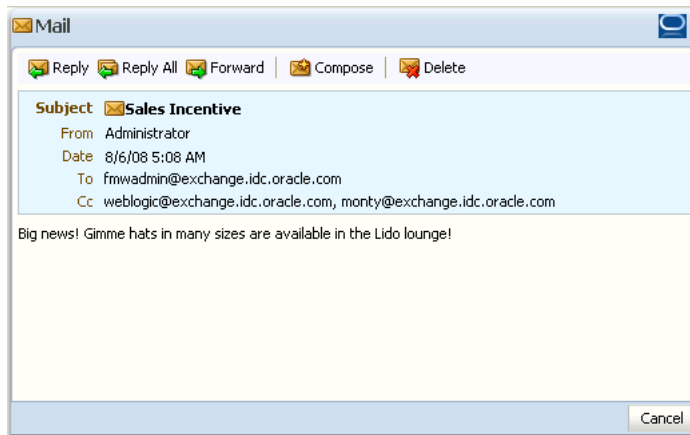 Mail
Reply Reply All Forward Compose Delete
Subject Sales Incentive
From Administrator
Date 8/6/08 5:08 AM
To fmwadmin@exchange.idc.oracle.com
Cc weblogic@exchange.idc.oracle.com, monty@exchange.idc.oracle.com
Big news! Gimme hats in many sizes are available in the Lido lounge!
Cancel